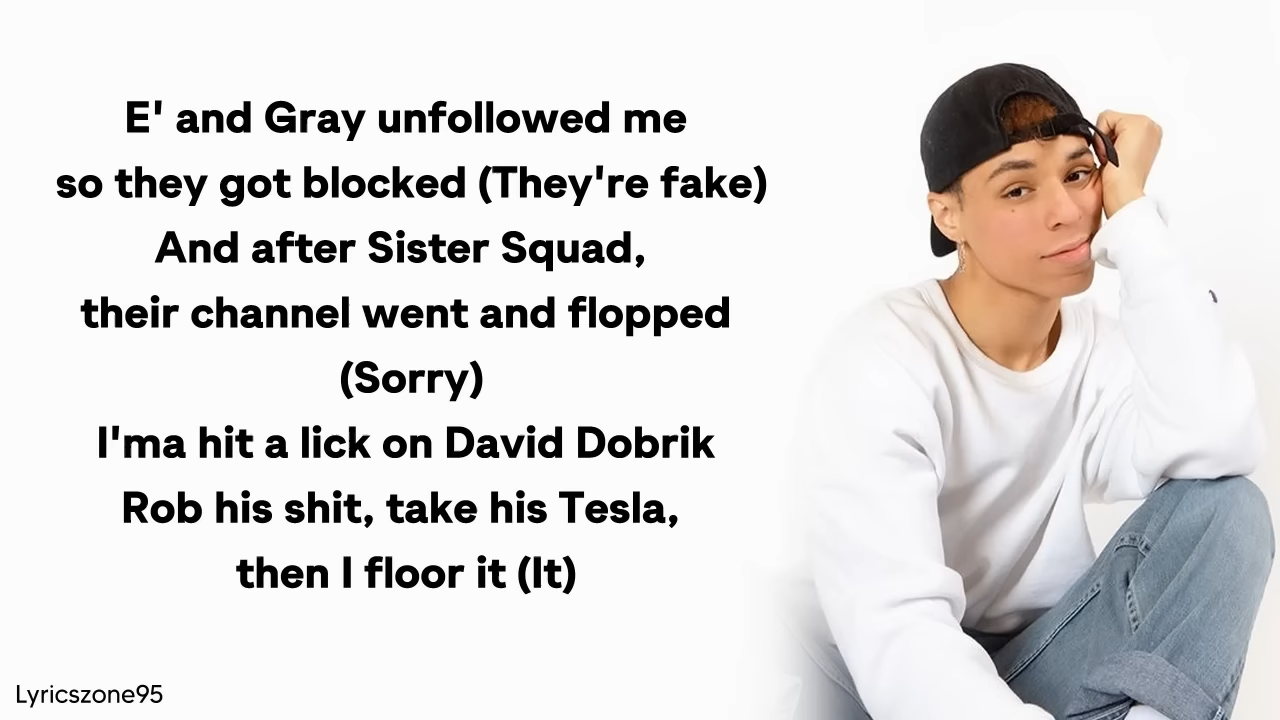 E' and Gray unfollowed me
so they got blocked (They're fake)
And after Sister Squad,
their channel went and flopped
(Sorry)
I'ma hit a lick on David Dobrik
Rob his shit, take his Tesla,
then I floor it (It)
Lyricszone95